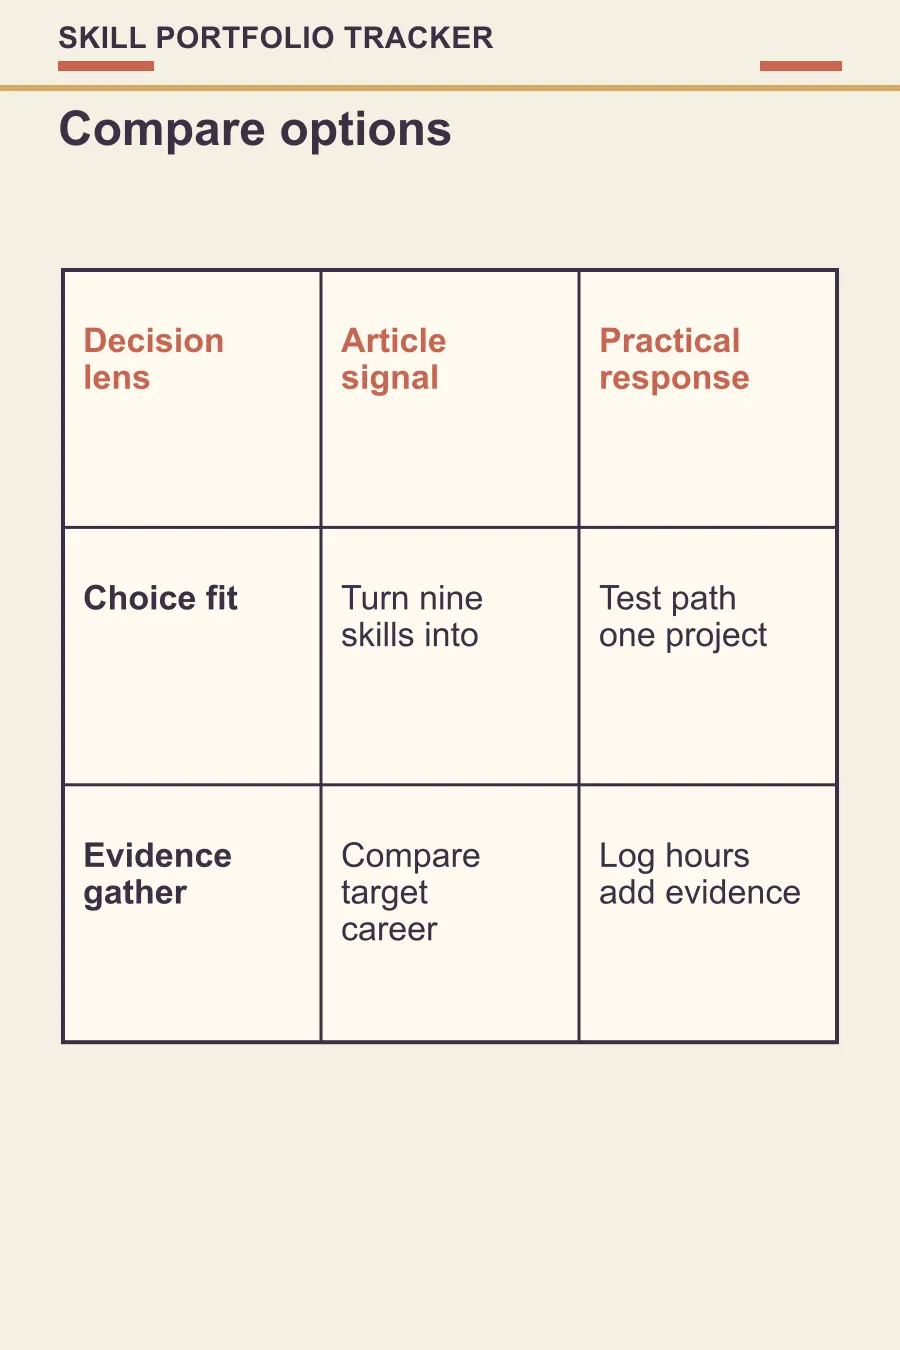 SKILL PORTFOLIO TRACKER
Compare options
Decision
lens
Article
signal
Practical
response
Choice fit
Turn nine
skills into
Test path
one project
Evidence
gather
Compare
target
career
Log hours
add evidence